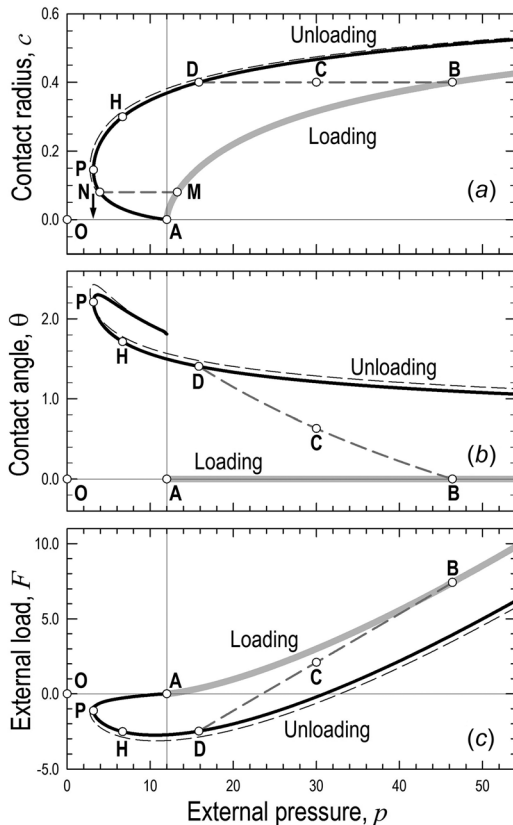 0.6
Unloading
D
C
B
0.4
H
Loading
0.2
P
N
M
0.0
O
A
(a)
Contact radius, c
P
2.0
H
D
Unloading
1.0
C
Loading
(b)
0.0
O
A
B
Contact angle, θ
10.0
B
5.0
Loading
O
A
C
0.0
P
H
D
Unloading
(c)
-5.0
External load, F
0
10
20
30
40
50
External pressure, p